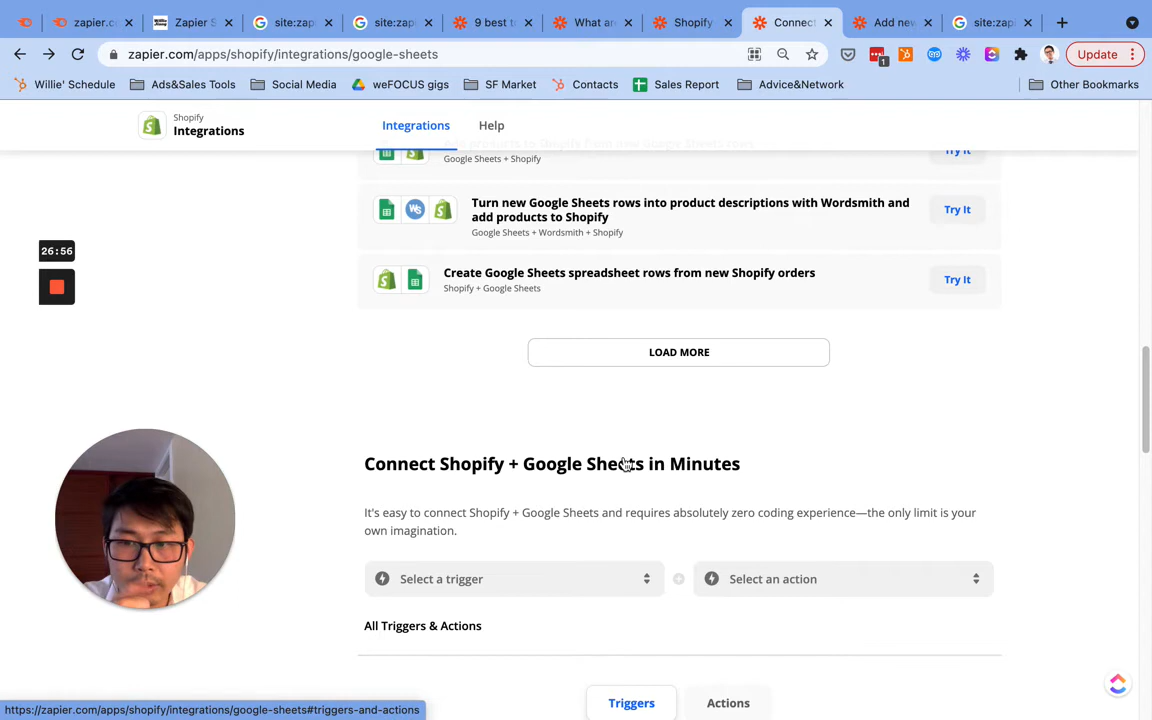 zapier.c
Zapier S
site:zap
site:zap
9 best t
What are
Shopify
Connect
Add new
site:zap
zapier.com/apps/shopify/integrations/google-sheets
1
Update
Willie' Schedule
Ads&Sales Tools
Social Media
weFOCUS gigs
SF Market
Contacts
Sales Report
Advice&Network
Other Bookmarks
Shopify
Integrations
Integrations
Help
Google Sheets + Shopify
Try It
Turn new Google Sheets rows into product descriptions with Wordsmith and
add products to Shopify
Google Sheets + Wordsmith + Shopify
Try It
26:56
Create Google Sheets spreadsheet rows from new Shopify orders
Shopify + Google Sheets
Try It
LOAD MORE
Connect Shopify + Google Sheets in Minutes
It's easy to connect Shopify + Google Sheets and requires absolutely zero coding experience—the only limit is your
own imagination.
Select a trigger
Select an action
All Triggers & Actions
Triggers
Actions
https://zapier.com/apps/shopify/integrations/google-sheets#triggers-and-actions